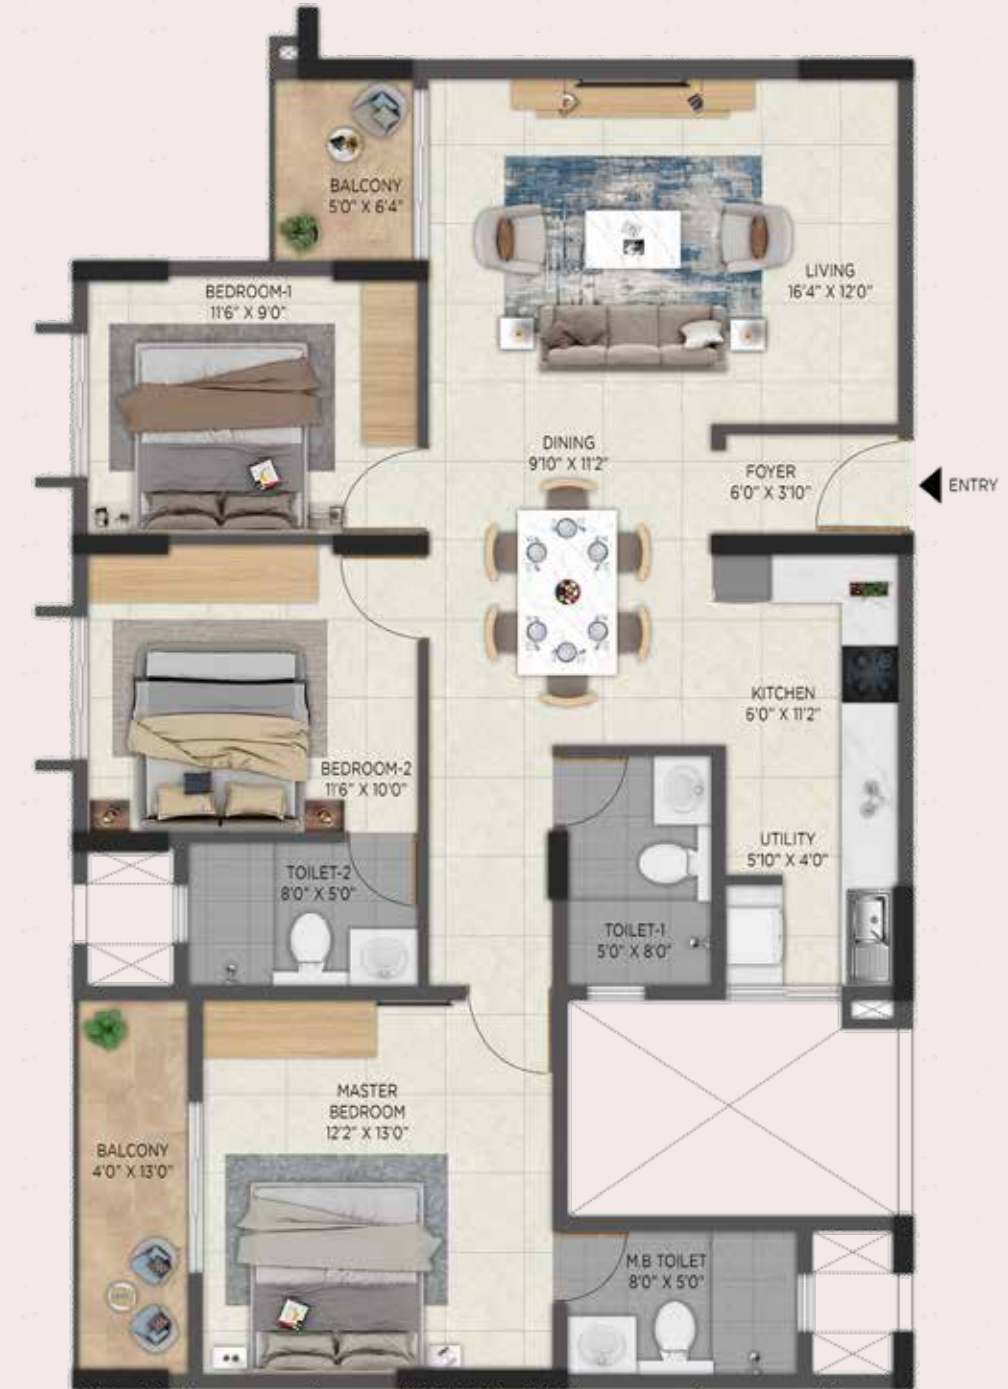 BALCONY
5'0" X 6'4"
LIVING
16'4" X 12'0"
BEDROOM-1
11'6" X 9'0"
DINING
9'10" X 11'2"
FOYER
6'0" X 3'10"
ENTRY
KITCHEN
6'0" X 11'2"
BEDROOM-2
11'6" X 10'0"
UTILITY
5'10" X 4'0"
TOILET-2
8'0" X 5'0"
TOILET-1
5'0" X 8'0"
MASTER
BEDROOM
12'2" X 13'0"
BALCONY
4'0" X 13'0"
M.B TOILET
8'0" X 5'0"